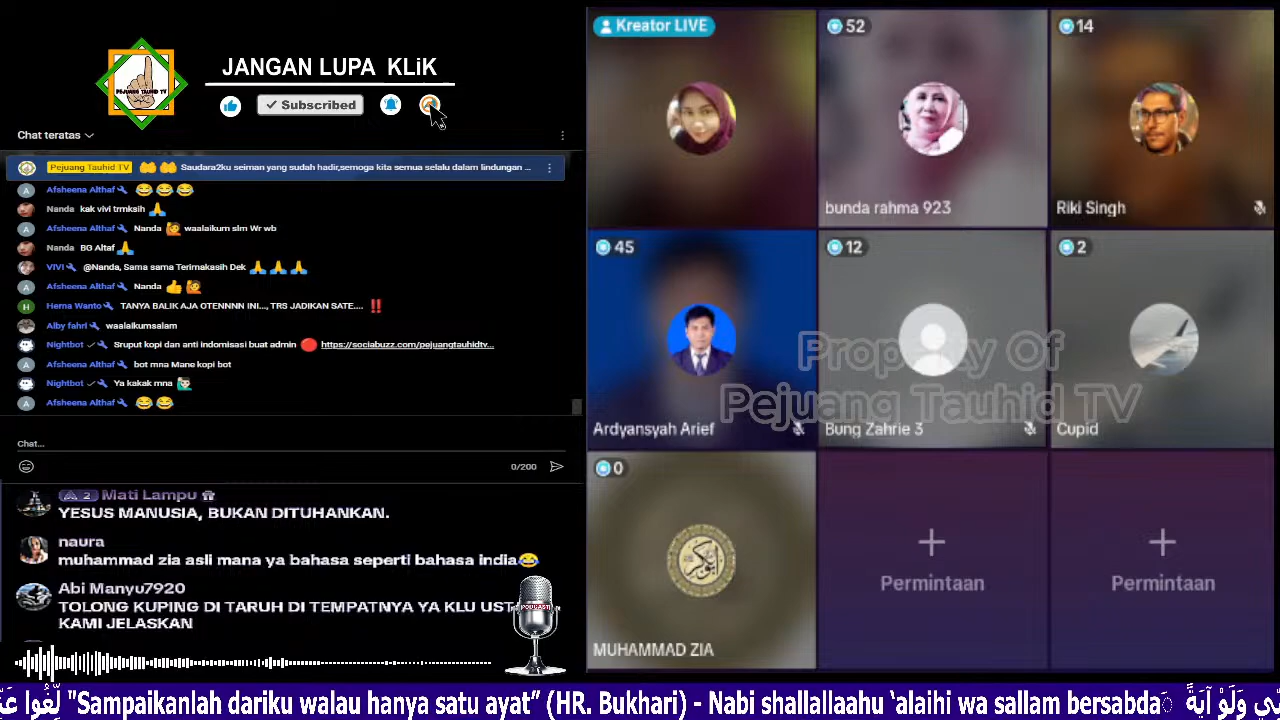 PEJUANG TAUHID TV
JANGAN LUPA KLiK
✓ Subscribed
Chat teratas
Pejuang Tauhid TV 🤲 🤲 Saudara2ku seiman yang sudah hadir,semoga kita semua selalu dalam lindungan ...
A Afsheena Althaf 😂 😂 😂
Nanda kak vivi trmksih 🙏
A Afsheena Althaf Nanda 🙋 waalaikum slm Wr wb
Nanda BG Altaf 🙏
VIVI @Nanda, Sama sama Terimakasih Dek 🙏 🙏 🙏
A Afsheena Althaf Nanda 👍 🙋
H Herna Wanto TANYA BALIK AJA OTENNNN INI..., TRS JADIKAN SATE.... ‼️
Alby fahri waalaikumsalam
Nightbot ✓ Sruput kopi dan anti indomisasi buat admin 🔴 https://sociabuzz.com/pejuangtauhidtv...
A Afsheena Althaf bot mna Mane kopi bot
Nightbot ✓ Ya kakak mna 🙋🏻‍♂️
A Afsheena Althaf 😂 😂
Chat...
0/200
2 Mati Lampu
YESUS MANUSIA, BUKAN DITUHANKAN.
naura
muhammad zia asli mana ya bahasa seperti bahasa india😂
Abi Manyu7920
TOLONG KUPING DI TARUH DI TEMPATNYA YA KLU UST
KAMI JELASKAN
PODCAST
Kreator LIVE
52
bunda rahma 923
14
Riki Singh
45
Ardyansyah Arief
12
Bung Zahrie 3
2
Cupid
Property Of
Pejuang Tauhid TV
0
MUHAMMAD ZIA
Permintaan
Permintaan
"Sampaikanlah dariku walau hanya satu ayat” (HR. Bukhari) - Nabi shallallaahu ‘alaihi wa sallam bersabda وَلَوْ آيَةً